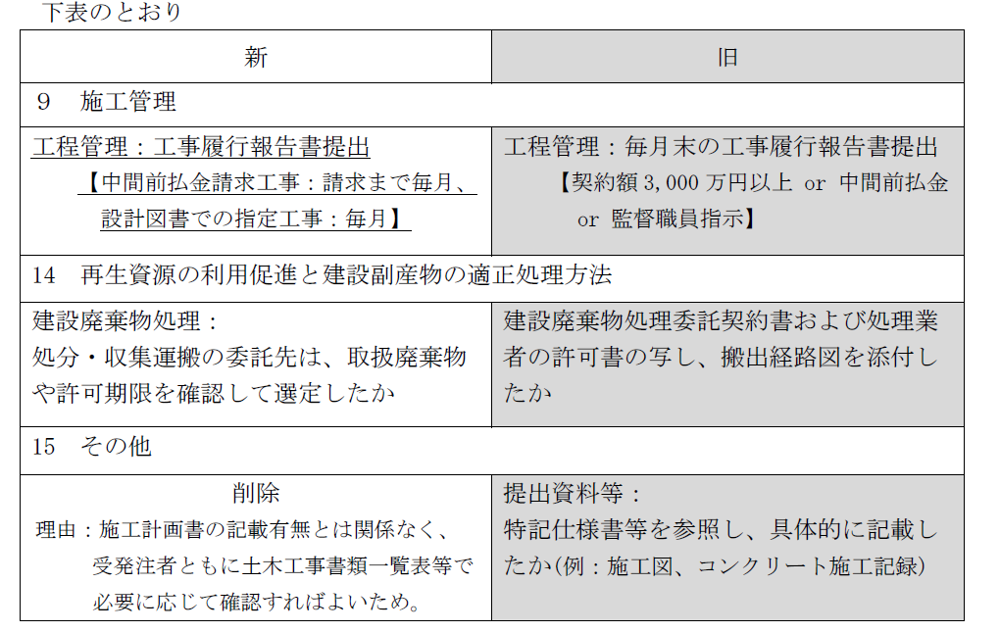 下表のとおり
新
旧
9 施工管理
工程管理：工事履行報告書提出
【中間前払金請求工事：請求まで毎月、
設計図書での指定工事：毎月】
工程管理：毎月末の工事履行報告書提出
【契約額3,000万円以上 or 中間前払金
or 監督職員指示】
14 再生資源の利用促進と建設副産物の適正処理方法
建設廃棄物処理：
処分・収集運搬の委託先は、取扱廃棄物
や許可期限を確認して選定したか
建設廃棄物処理委託契約書および処理業
者の許可書の写し、搬出経路図を添付し
たか
15 その他
削除
理由：施工計画書の記載有無とは関係なく、
受発注者ともに土木工事書類一覧表等で
必要に応じて確認すればよいため。
提出資料等：
特記仕様書等を参照し、具体的に記載し
たか(例：施工図、コンクリート施工記録)